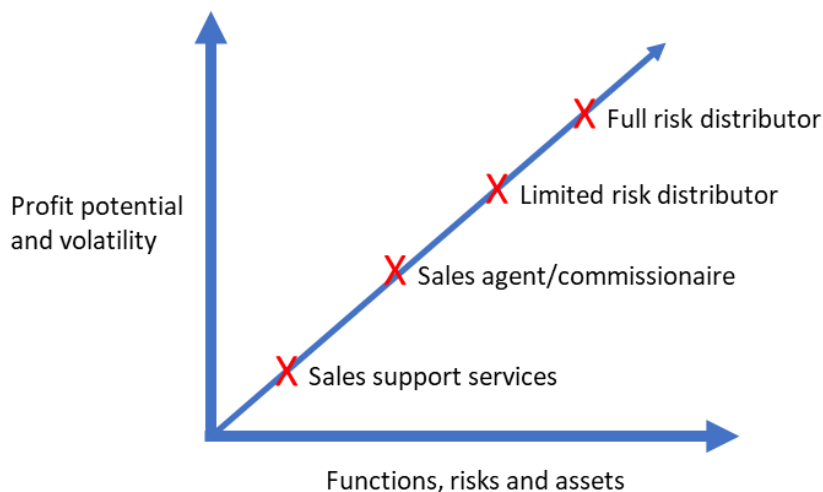 Full risk distributor
Limited risk distributor
Profit potential
and volatility
Sales agent/commissionaire
Sales support services
Functions, risks and assets